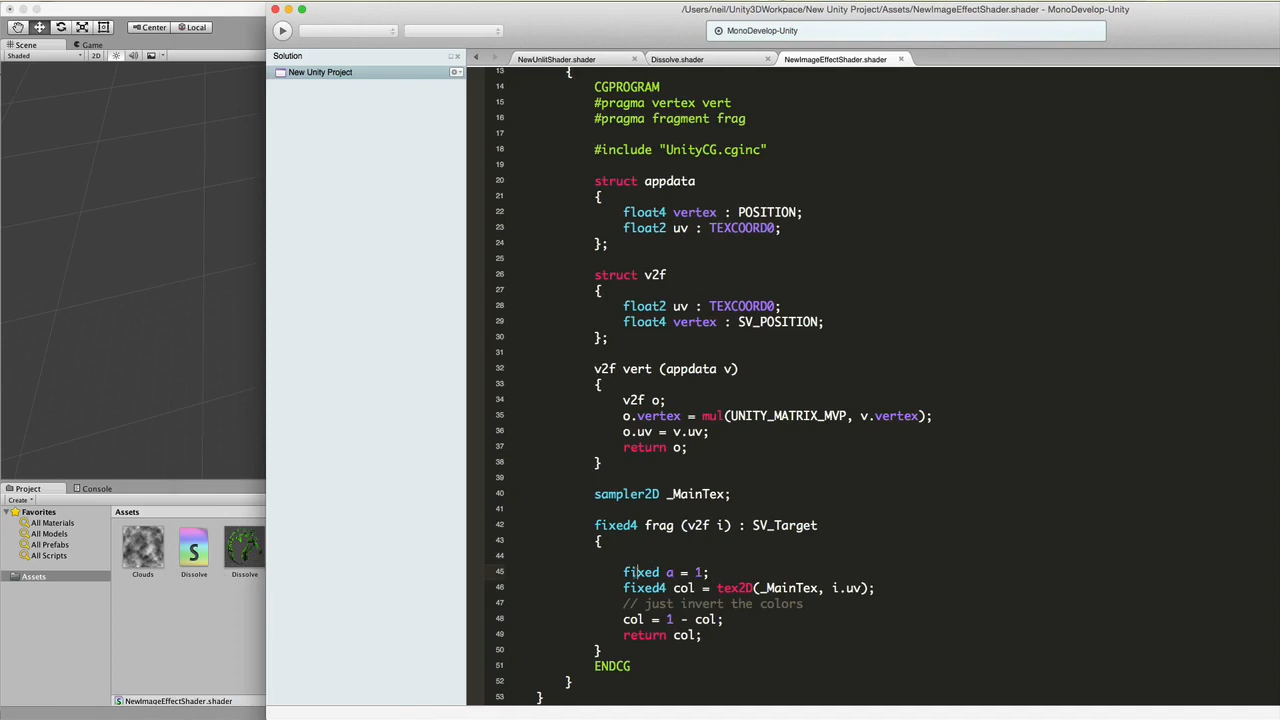 /Users/neil/Unity3DWorkpace/New Unity Project/Assets/NewImageEffectShader.shader - MonoDevelop-Unity
Center Local
MonoDevelop-Unity
Scene Game
Shaded 2D
Solution
NewUnlitShader.shader Dissolve.shader NewImageEffectShader.shader
New Unity Project
13 {
14 CGPROGRAM
15 #pragma vertex vert
16 #pragma fragment frag
17
18 #include "UnityCG.cginc"
19
20 struct appdata
21 {
22 float4 vertex : POSITION;
23 float2 uv : TEXCOORD0;
24 };
25
26 struct v2f
27 {
28 float2 uv : TEXCOORD0;
29 float4 vertex : SV_POSITION;
30 };
31
32 v2f vert (appdata v)
33 {
34 v2f o;
35 o.vertex = mul(UNITY_MATRIX_MVP, v.vertex);
36 o.uv = v.uv;
37 return o;
38 }
39
40 sampler2D _MainTex;
41
42 fixed4 frag (v2f i) : SV_Target
43 {
44
45 fixed a = 1;
46 fixed4 col = tex2D(_MainTex, i.uv);
47 // just invert the colors
48 col = 1 - col;
49 return col;
50 }
51 ENDCG
52 }
53 }
Project Console
Create
Favorites
All Materials
All Models
All Prefabs
All Scripts
Assets
Assets
Clouds Dissolve Dissolve
NewImageEffectShader.shader